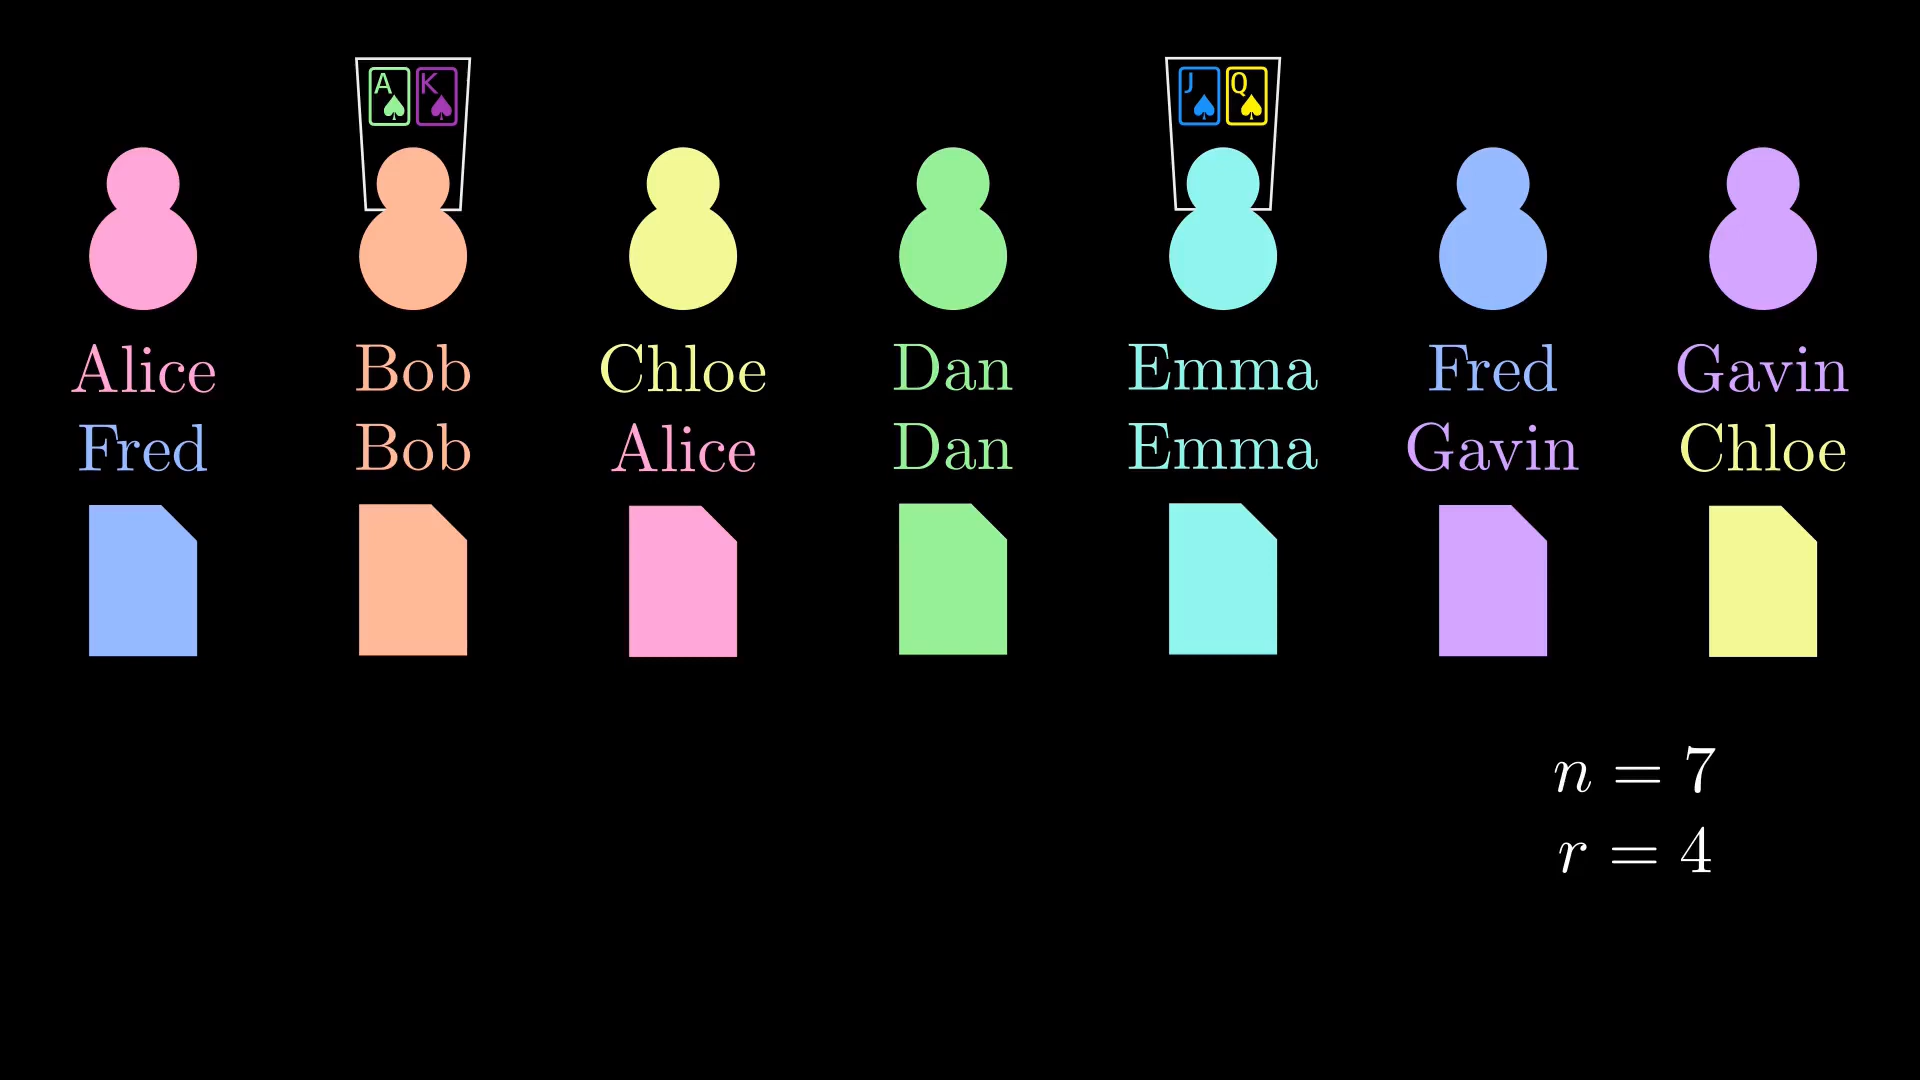 A K J Q
Alice Bob Chloe Dan Emma Fred Gavin
Fred Bob Alice Dan Emma Gavin Chloe
n = 7
r = 4